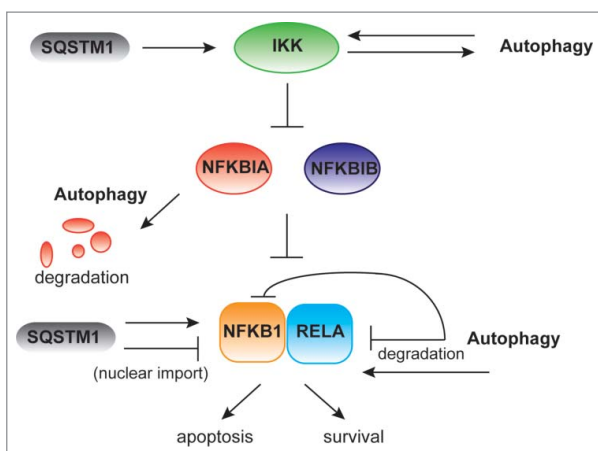 SQSTM1
IKK
Autophagy
NFKBIA
NFKBIB
Autophagy
degradation
SQSTM1
(nuclear import)
NFKB1
RELA
degradation
Autophagy
apoptosis
survival